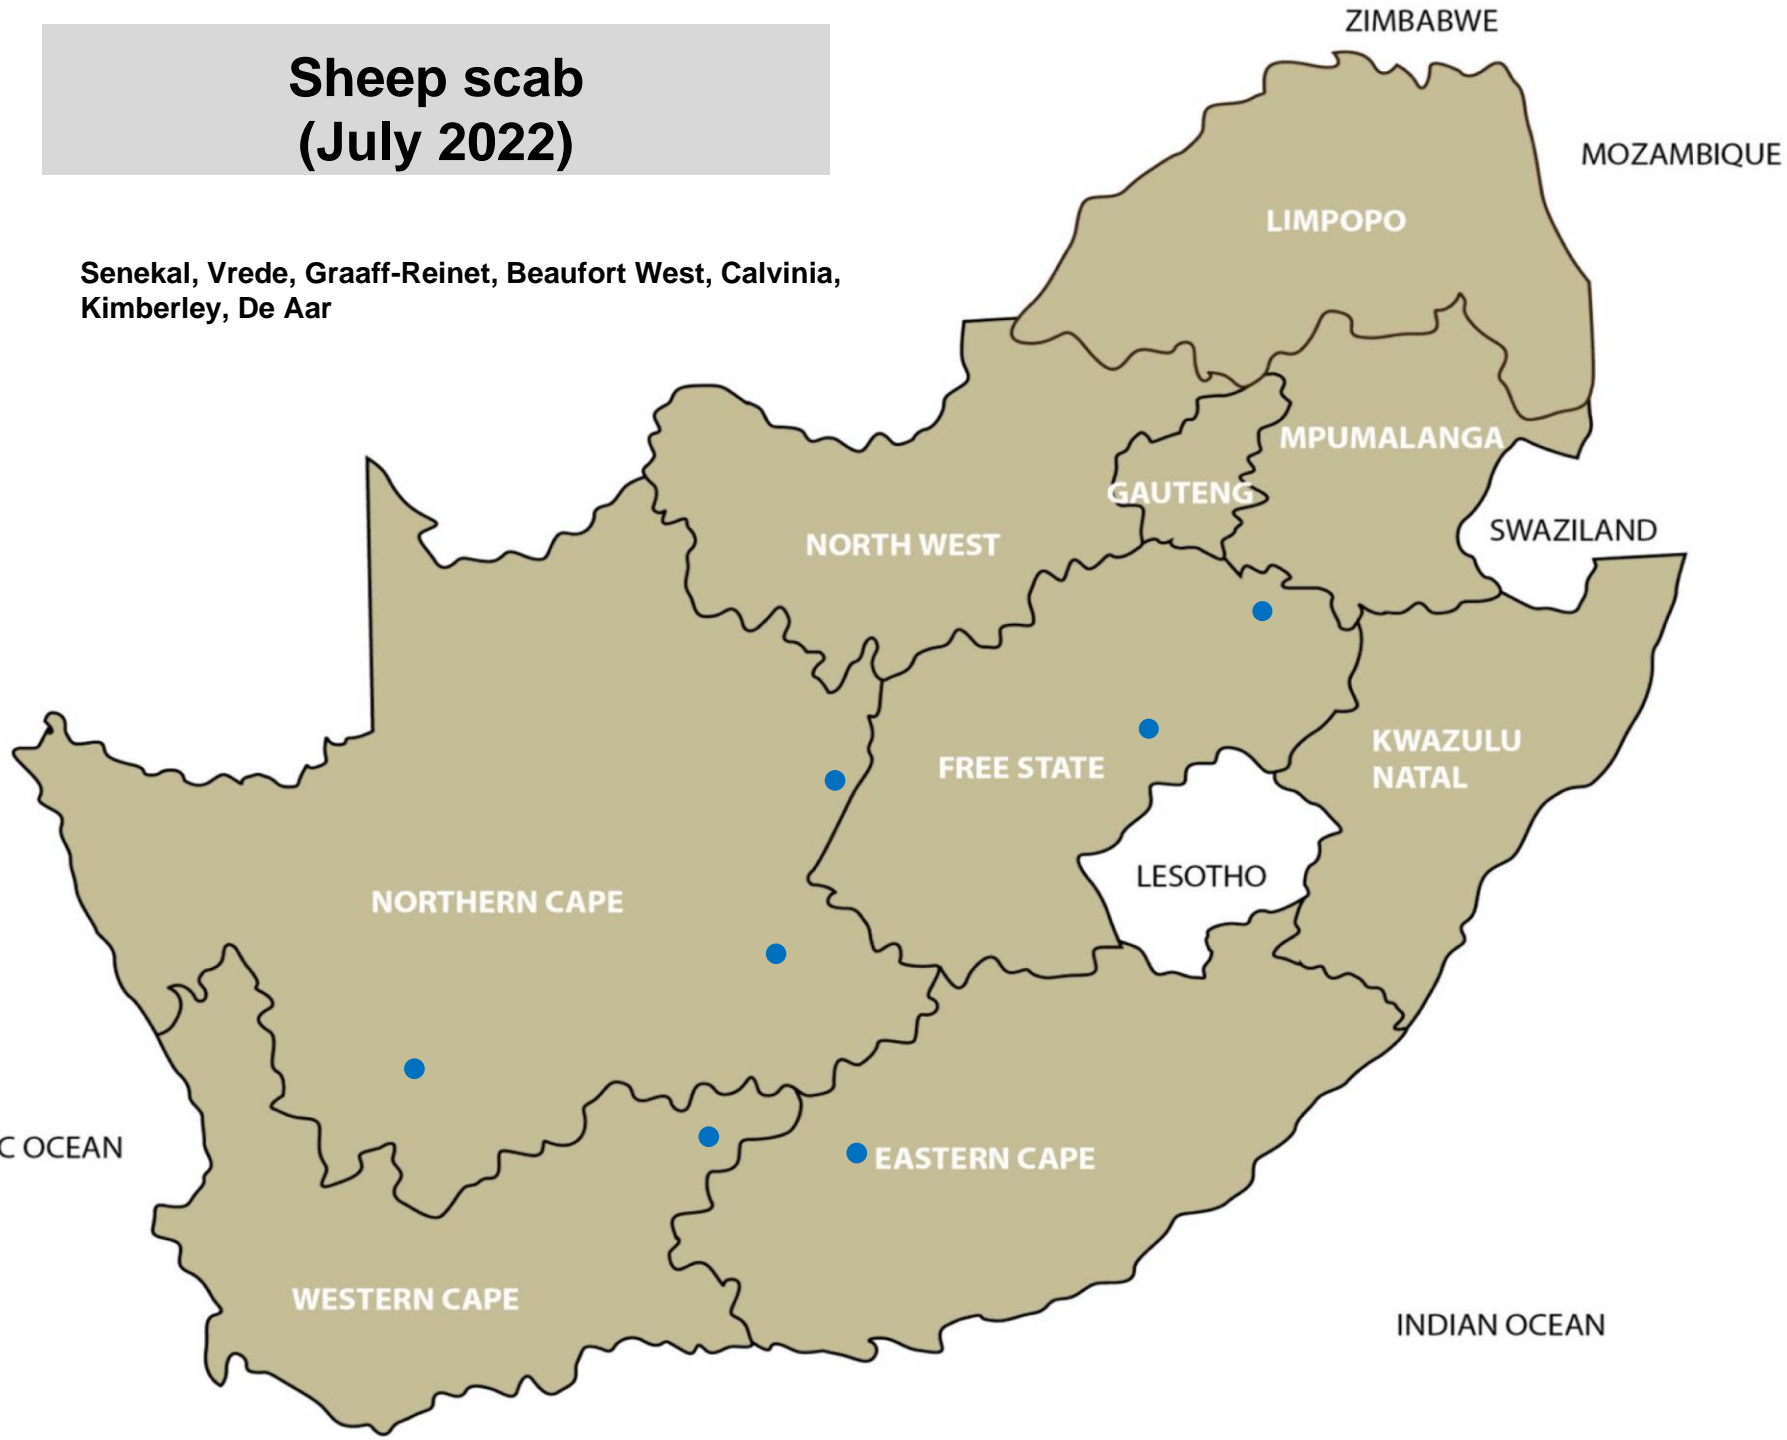 Sheep scab
(July 2022)
Senekal, Vrede, Graaff-Reinet, Beaufort West, Calvinia,
Kimberley, De Aar
ZIMBABWE
MOZAMBIQUE
LIMPOPO
MPUMALANGA
GAUTENG
SWAZILAND
NORTH WEST
KWAZULU
NATAL
FREE STATE
LESOTHO
NORTHERN CAPE
C OCEAN
EASTERN CAPE
WESTERN CAPE
INDIAN OCEAN